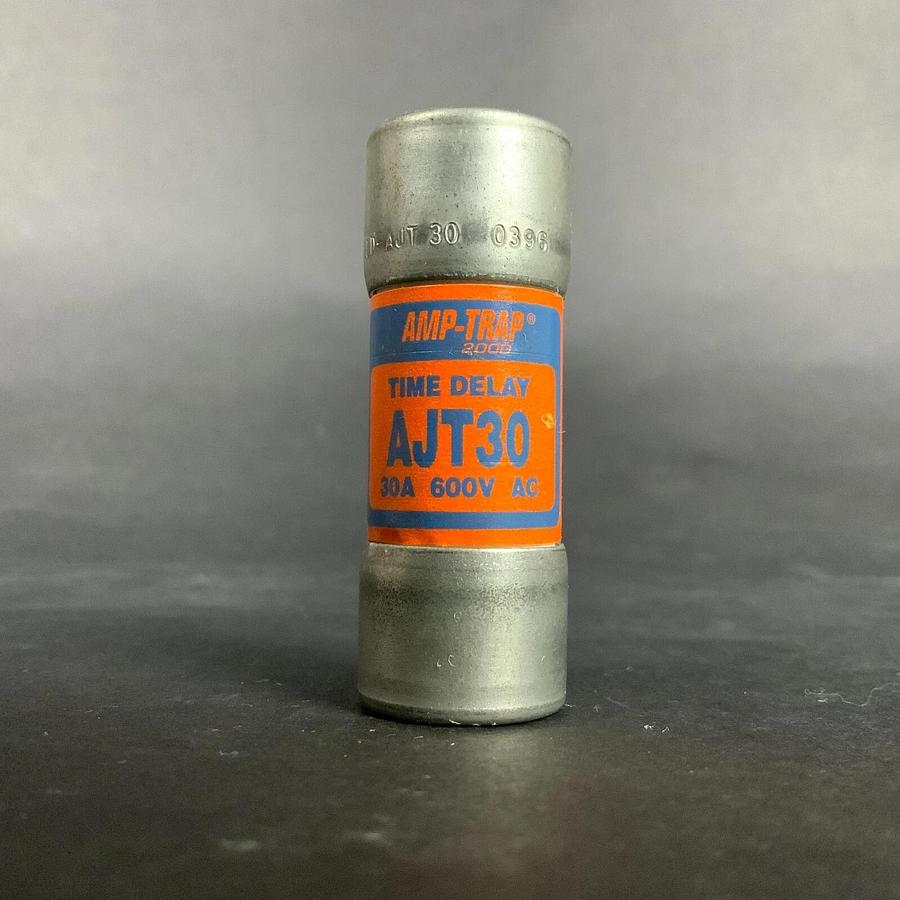 AJT 30 0396
AMP-TRAP®
2000
TIME DELAY
AJT30
30A 600V AC